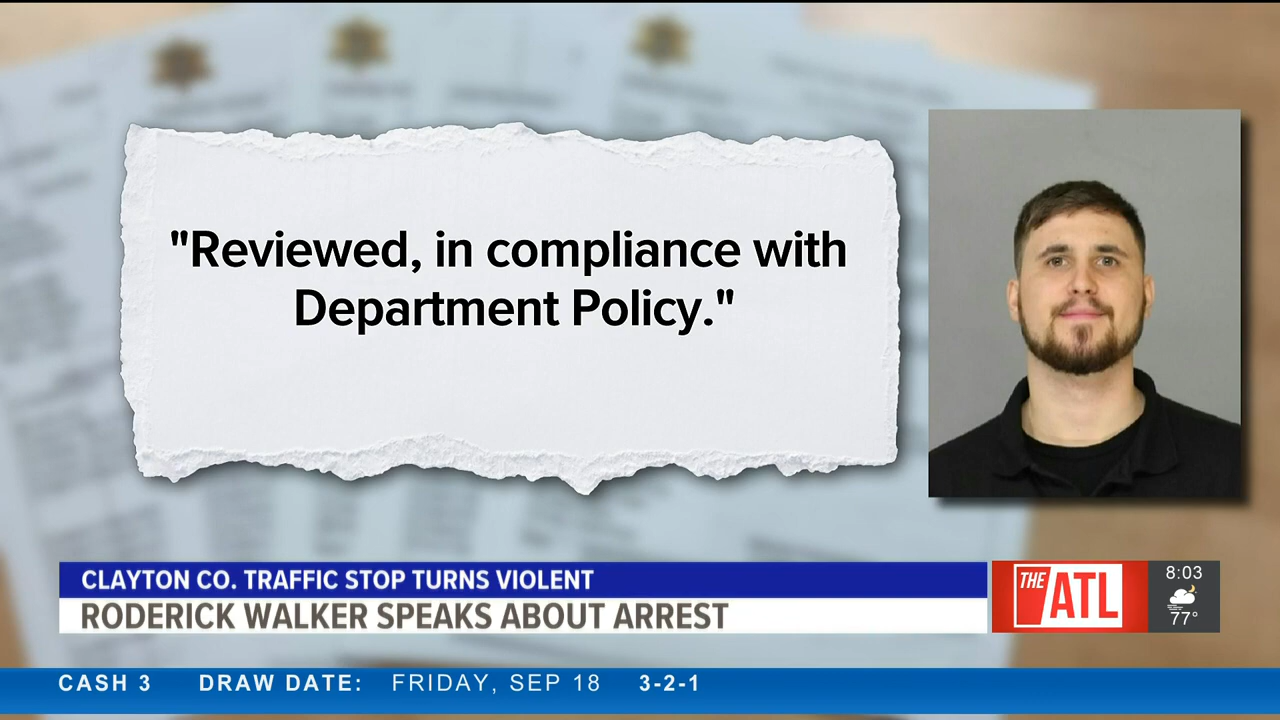 "Reviewed, in compliance with
Department Policy."
CLAYTON CO. TRAFFIC STOP TURNS VIOLENT
RODERICK WALKER SPEAKS ABOUT ARREST
THE ATL
8:03
77°
CASH 3 DRAW DATE: FRIDAY, SEP 18 3-2-1